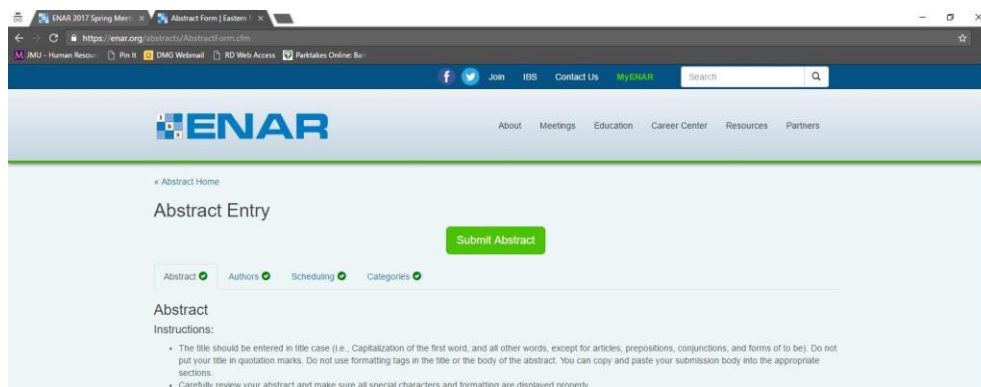 ENAR 2017 Spring Meeti
Abstract Form | Eastern
https://enar.org/abstracts/AbstractForm.cfm
JMU - Human Resour Pin It DMG Webmail RD Web Access Parktakes Online: Ba
Join IBS Contact Us MyENAR Search
ENAR
About Meetings Education Career Center Resources Partners
« Abstract Home
Abstract Entry
Submit Abstract
Abstract Authors Scheduling Categories
Abstract
Instructions:
• The title should be entered in title case (i.e., Capitalization of the first word, and all other words, except for articles, prepositions, conjunctions, and forms of to be). Do not
put your title in quotation marks. Do not use formatting tags in the title or the body of the abstract. You can copy and paste your submission body into the appropriate
sections.
• Carefully review your abstract and make sure all special characters and formatting are displayed properly.